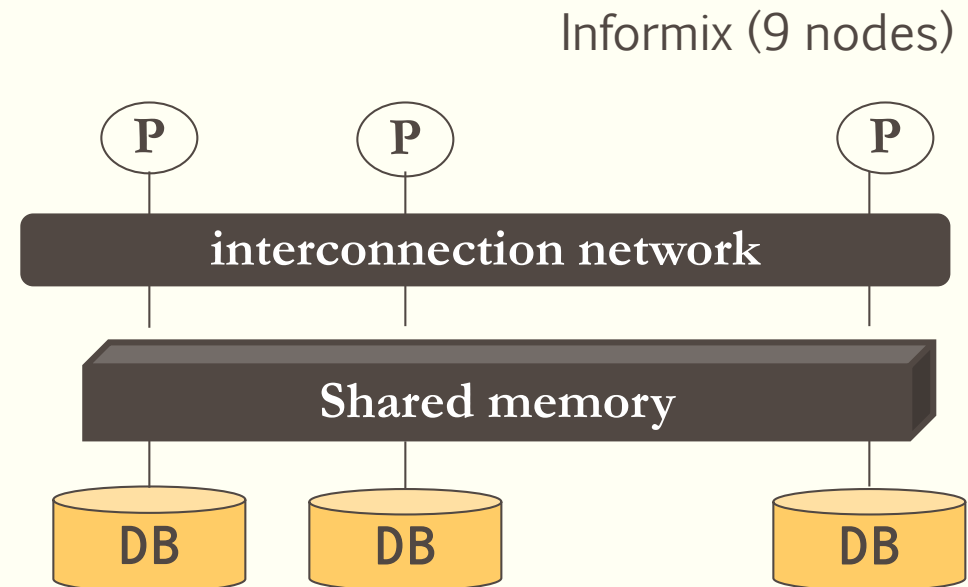 Informix (9 nodes)
P P P
interconnection network
Shared memory
DB DB DB